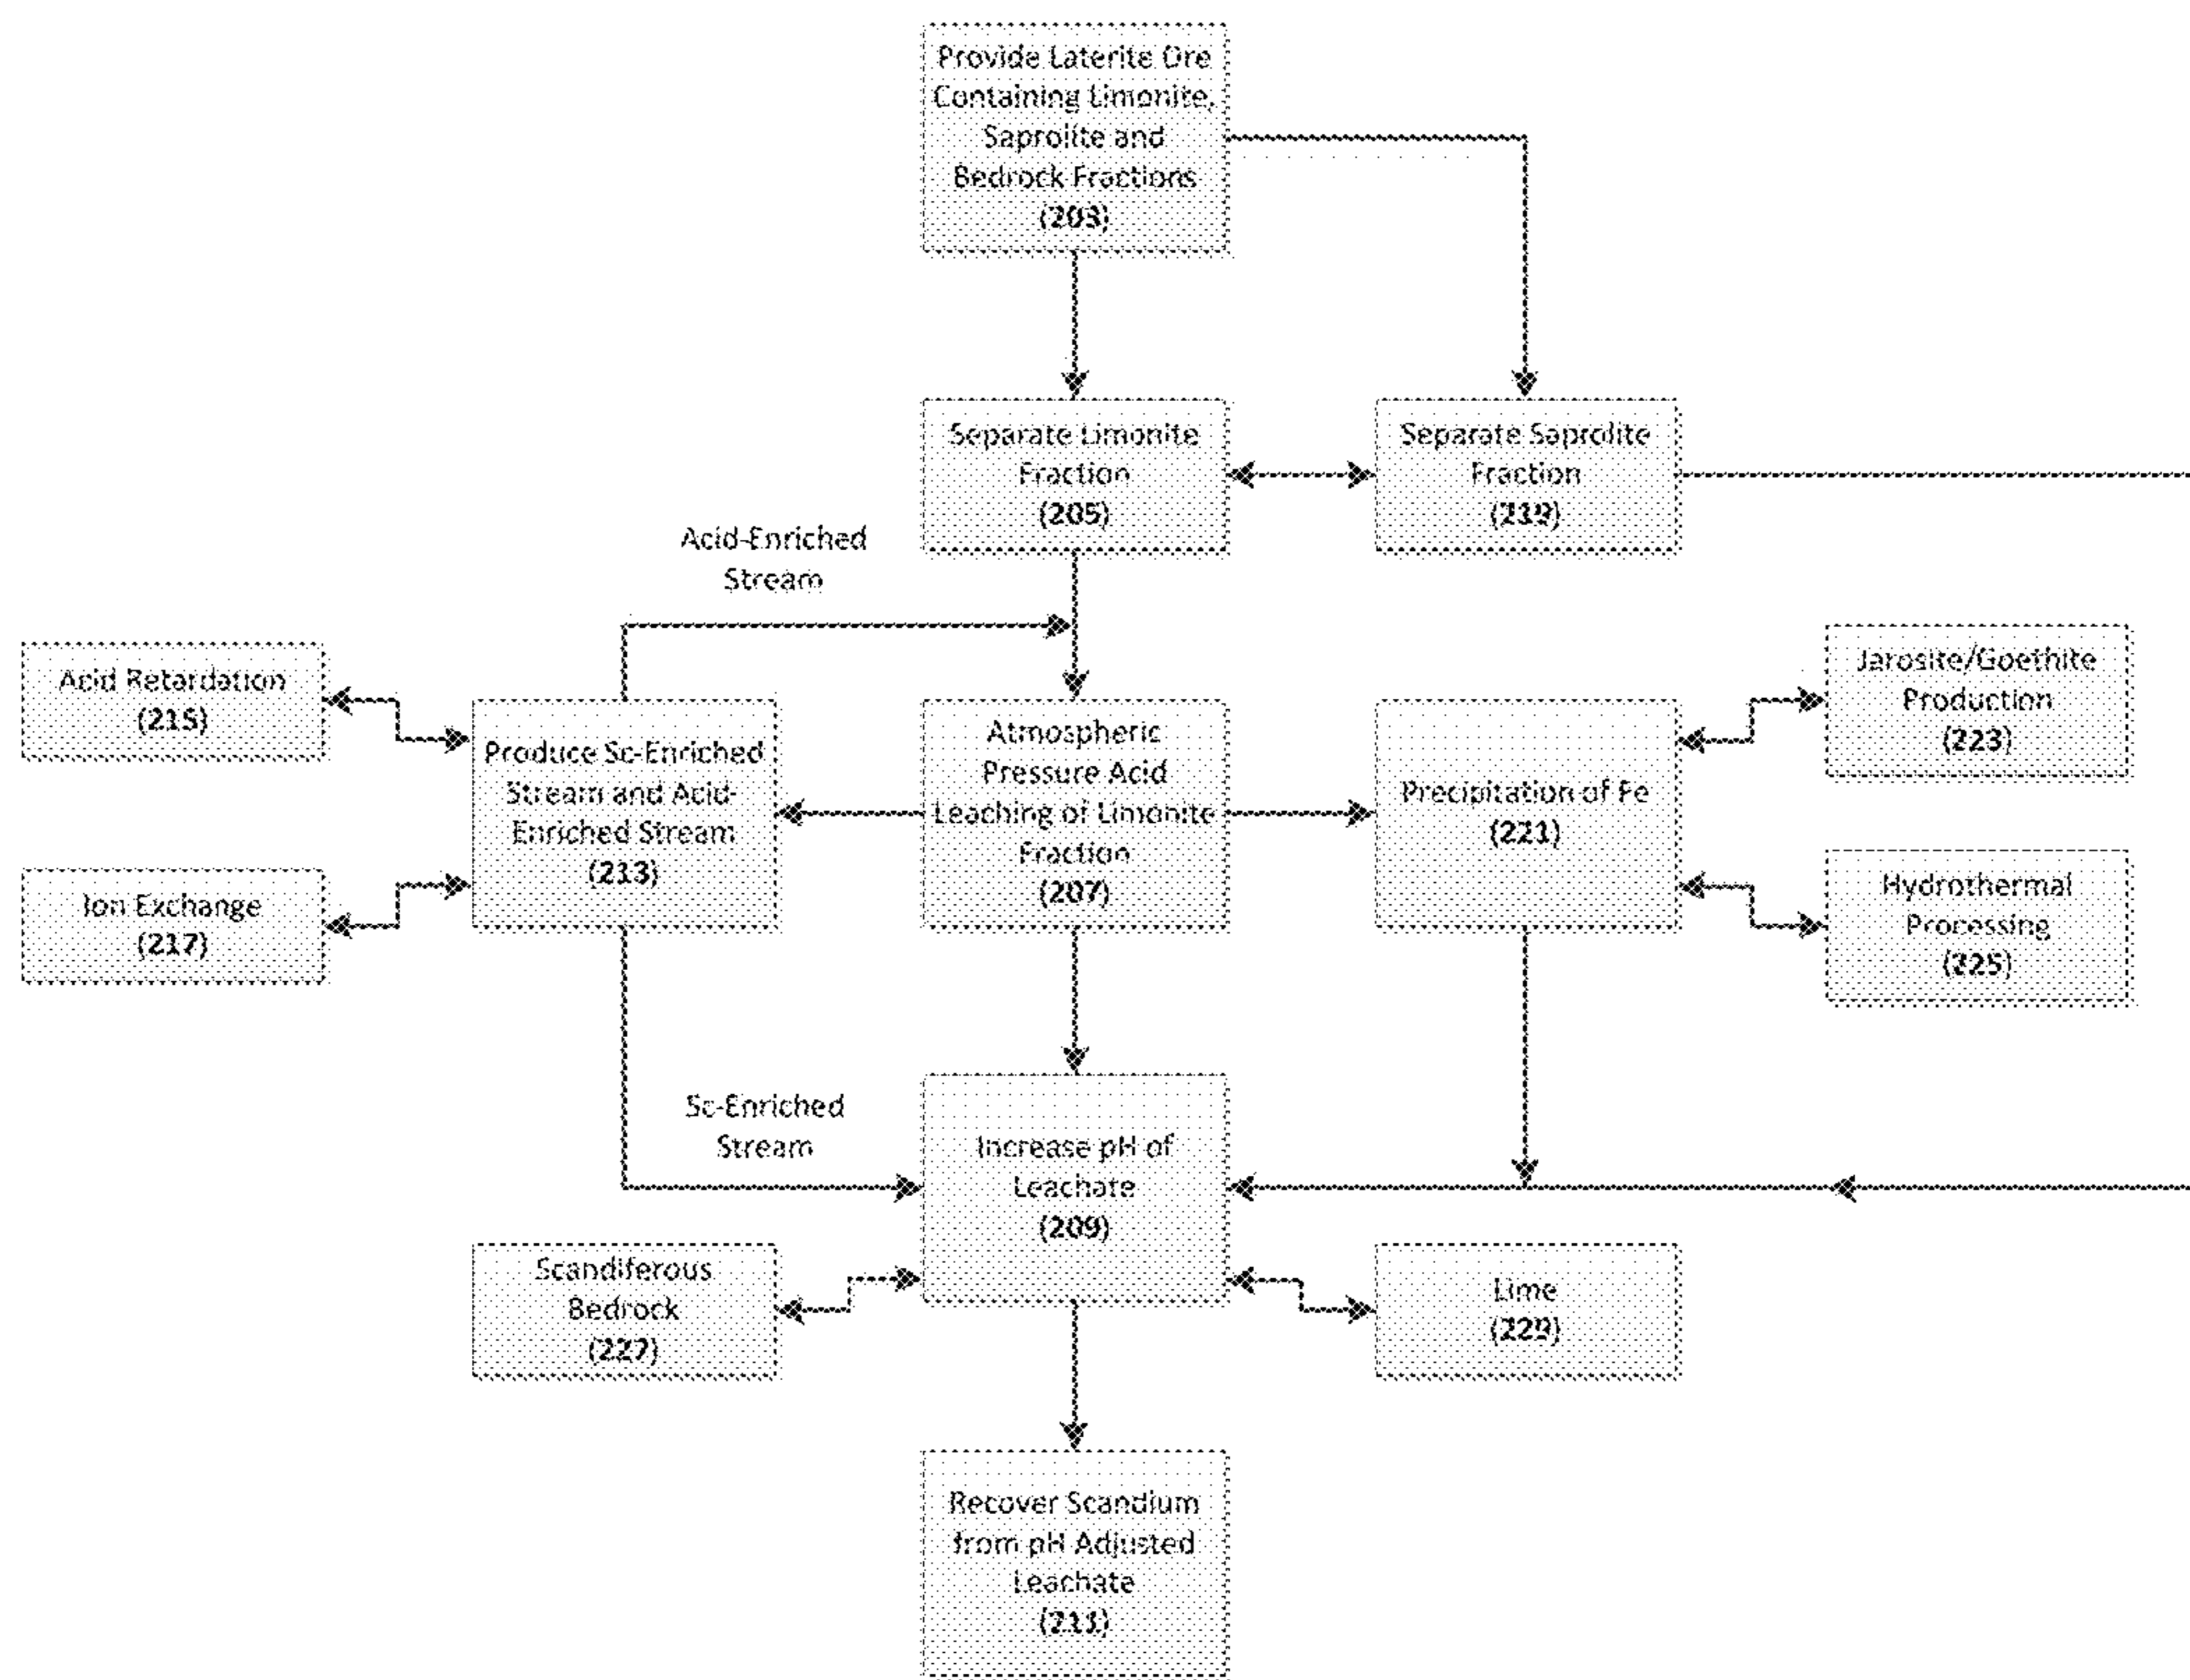 Provide Laterite Ore
Containing Limonite,
Saprolite and
Bedrock Fractions
(203)
Separate Limonite
Fraction
(205)
Separate Saprolite
Fraction
(219)
Acid-Enriched
Stream
Acid Retardation
(215)
Produce Sc-Enriched
Stream and Acid-
Enriched Stream
(213)
Ion Exchange
(217)
Atmospheric
Pressure Acid
Leaching of Limonite
Fraction
(207)
Precipitation of Fe
(221)
Jarosite/Goethite
Production
(223)
Hydrothermal
Processing
(225)
Sc-Enriched
Stream
Increase pH of
Leachate
(209)
Scandiferous
Bedrock
(227)
Lime
(229)
Recover Scandium
from pH Adjusted
Leachate
(211)